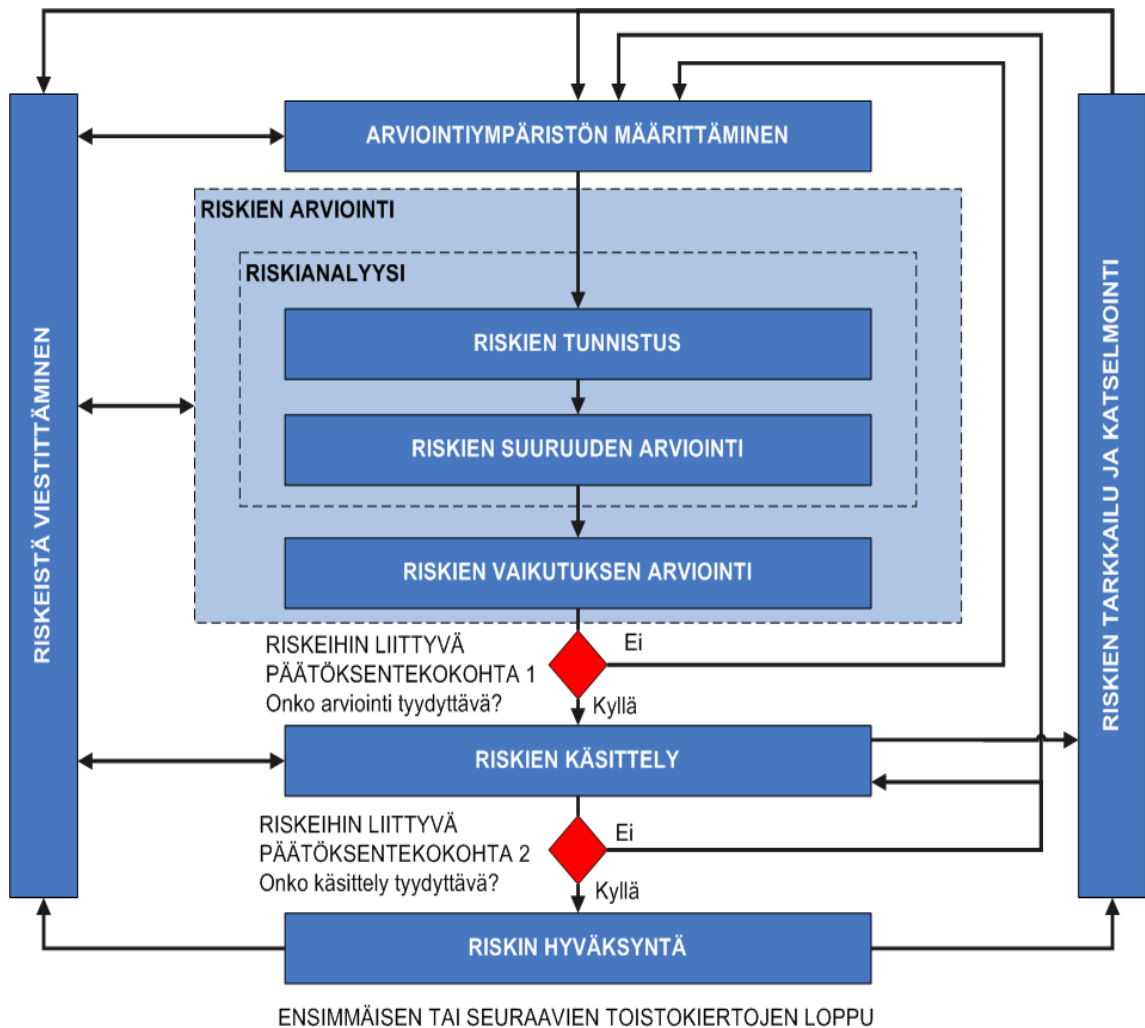 ARVIOINTIYMPÄRISTÖN MÄÄRITTÄMINEN
RISKIEN ARVIOINTI
RISKIANALYYSI
RISKIEN TUNNISTUS
RISKIEN SUURUUDEN ARVIOINTI
RISKIEN VAIKUTUKSEN ARVIOINTI
RISKEISTÄ VIESTITTÄMINEN
RISKIEN TARKKAILU JA KATSELMOINTI
RISKEIHIN LIITTYVÄ
PÄÄTÖKSENTEKOKOHTA 1
Onko arviointi tyydyttävä?
Ei
Kyllä
RISKIEN KÄSITTELY
RISKEIHIN LIITTYVÄ
PÄÄTÖKSENTEKOKOHTA 2
Onko käsittely tyydyttävä?
Ei
Kyllä
RISKIN HYVÄKSYNTÄ
ENSIMMÄISEN TAI SEURAAVIEN TOISTOKIERTOJEN LOPPU